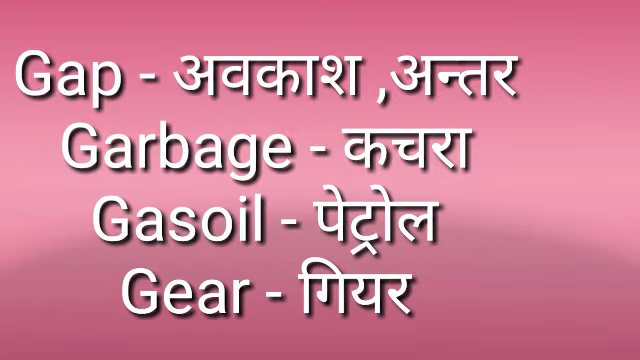 Gap - अवकाश ,अन्तर
Garbage - कचरा
Gasoil - पेट्रोल
Gear - गियर